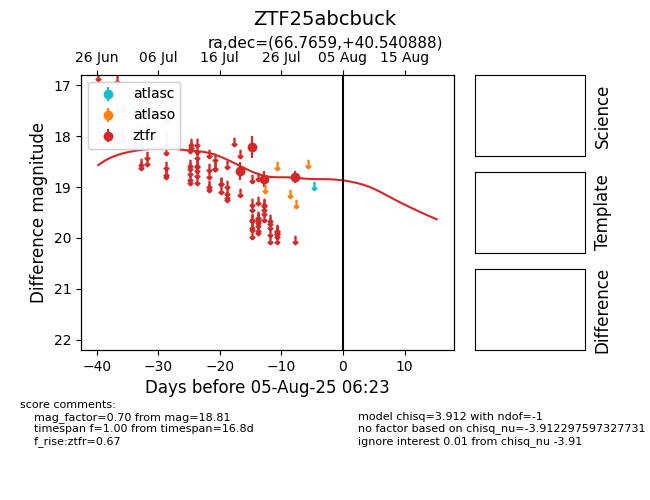 ZTF25abcbuck
ra,dec=(66.7659,+40.540888)
26 Jun 06 Jul 16 Jul 26 Jul 05 Aug 15 Aug
17
18
19
20
21
22
Difference magnitude
atlasc
atlaso
ztfr
−40 −30 −20 −10 0 10
Days before 05-Aug-25 06:23
Science
Template
Difference
score comments:
mag_factor=0.70 from mag=18.81
timespan f=1.00 from timespan=16.8d
f_rise:ztfr=0.67
model chisq=3.912 with ndof=-1
no factor based on chisq_nu=-3.912297597327731
ignore interest 0.01 from chisq_nu -3.91